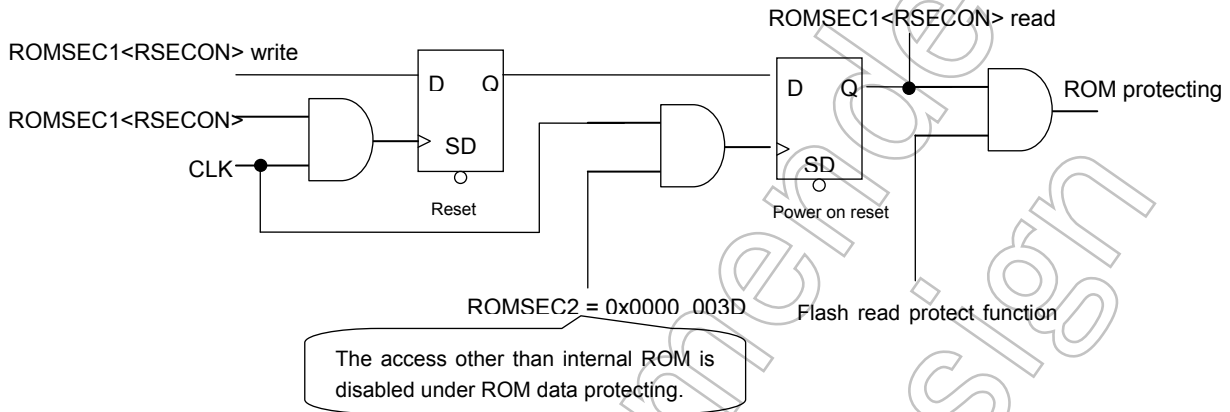 ROMSEC1<RSECON> read
ROMSEC1<RSECON> write
D Q
SD
Reset
ROMSEC1<RSECON>
CLK
D Q
SD
Power on reset
ROM protecting
ROMSEC2 = 0x0000_003D
Flash read protect function
The access other than internal ROM is
disabled under ROM data protecting.